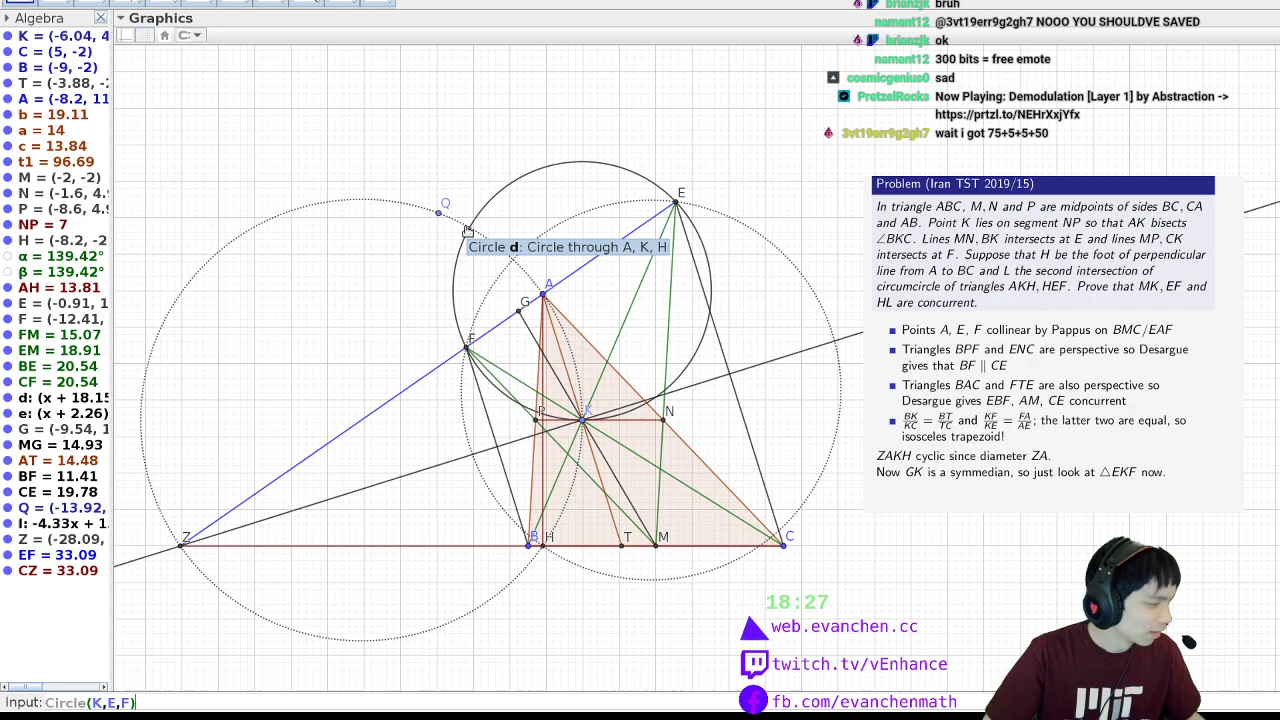 Algebra
Graphics
K = (-6.04, 4
C = (5, -2)
B = (-9, -2)
T = (-3.88, -2
A = (-8.2, 11
b = 19.11
a = 14
c = 13.84
t1 = 96.69
M = (-2, -2)
N = (-1.6, 4.9
P = (-8.6, 4.9
NP = 7
H = (-8.2, -2
α = 139.42°
β = 139.42°
AH = 13.81
E = (-0.91, 1
F = (-12.41,
FM = 15.07
EM = 18.91
BE = 20.54
CF = 20.54
d: (x + 18.15
e: (x + 2.26)
G = (-9.54, 1
MG = 14.93
AT = 14.48
BF = 11.41
CE = 19.78
Q = (-13.92,
l: -4.33x + 1
Z = (-28.09,
EF = 33.09
CZ = 33.09
Q
E
Circle d: Circle through A, K, H
A
G
F
K
P
N
Z
B
H
T
M
C
brianzjk bruh
namant12 @3vt19err9g2gh7 NOOO YOU SHOULDVE SAVED
brianzjk ok
namant12 300 bits = free emote
cosmicgenius0 sad
PretzelRocks Now Playing: Demodulation [Layer 1] by Abstraction ->
https://prtzl.to/NEHrXxjYfx
3vt19err9g2gh7 wait i got 75+5+5+50
Problem (Iran TST 2019/15)
In triangle ABC, M, N and P are midpoints of sides BC, CA
and AB. Point K lies on segment NP so that AK bisects
∠BKC. Lines MN, BK intersects at E and lines MP, CK
intersects at F. Suppose that H be the foot of perpendicular
line from A to BC and L the second intersection of
circumcircle of triangles AKH, HEF. Prove that MK, EF and
HL are concurrent.
Points A, E, F collinear by Pappus on BMC/EAF
Triangles BPF and ENC are perspective so Desargue
gives that BF ∥ CE
Triangles BAC and FTE are also perspective so
Desargue gives EBF, AM, CE concurrent
BK/KC = BT/TC and KF/KE = FA/AE; the latter two are equal, so
isosceles trapezoid!
ZAKH cyclic since diameter ZA.
Now GK is a symmedian, so just look at △EKF now.
18:27
web.evanchen.cc
twitch.tv/vEnhance
fb.com/evanchenmath
MIT
Input: Circle(K,E,F)